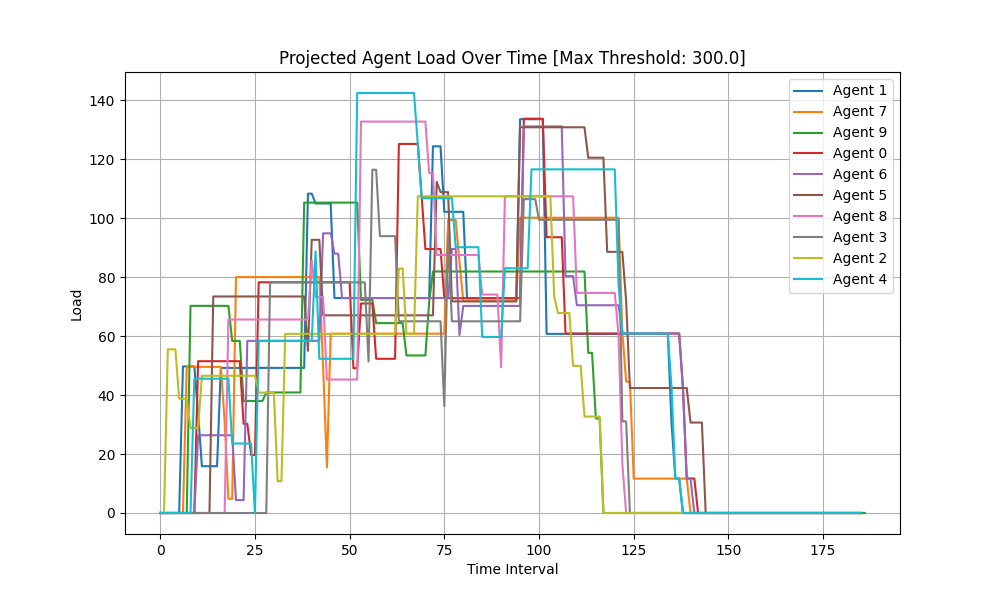 Projected Agent Load Over Time [Max Threshold: 300.0]
Load
140
120
100
80
60
40
20
0
0 25 50 75 100 125 150 175
Time Interval
Agent 1
Agent 7
Agent 9
Agent 0
Agent 6
Agent 5
Agent 8
Agent 3
Agent 2
Agent 4